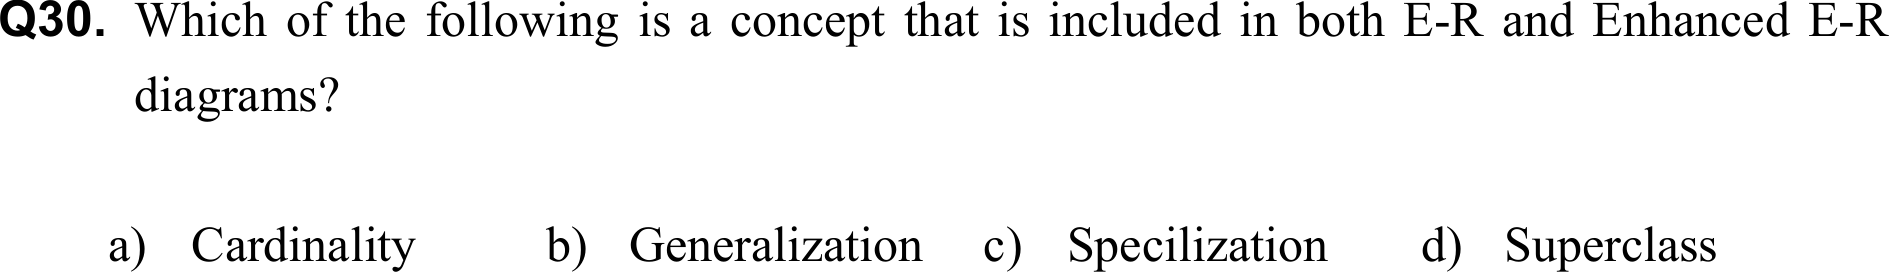 Q30. Which of the following is a concept that is included in both E-R and Enhanced E-R
diagrams?
a) Cardinality b) Generalization c) Specilization d) Superclass